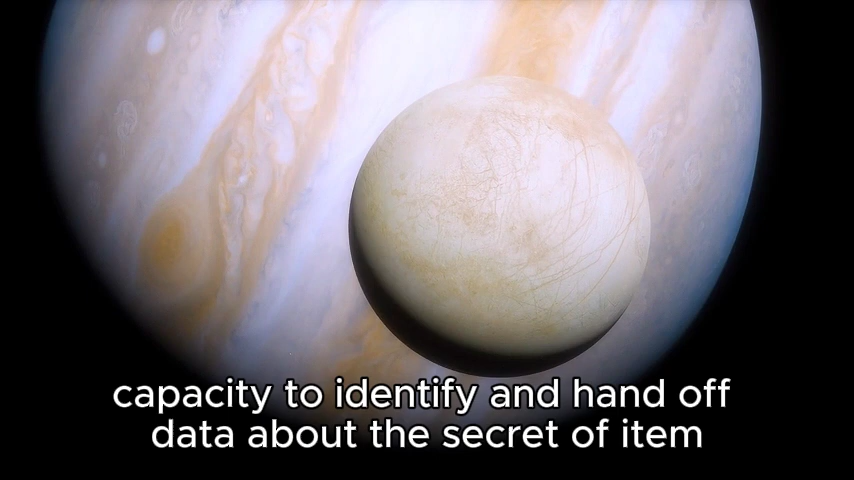 capacity to identify and hand off
data about the secret of item